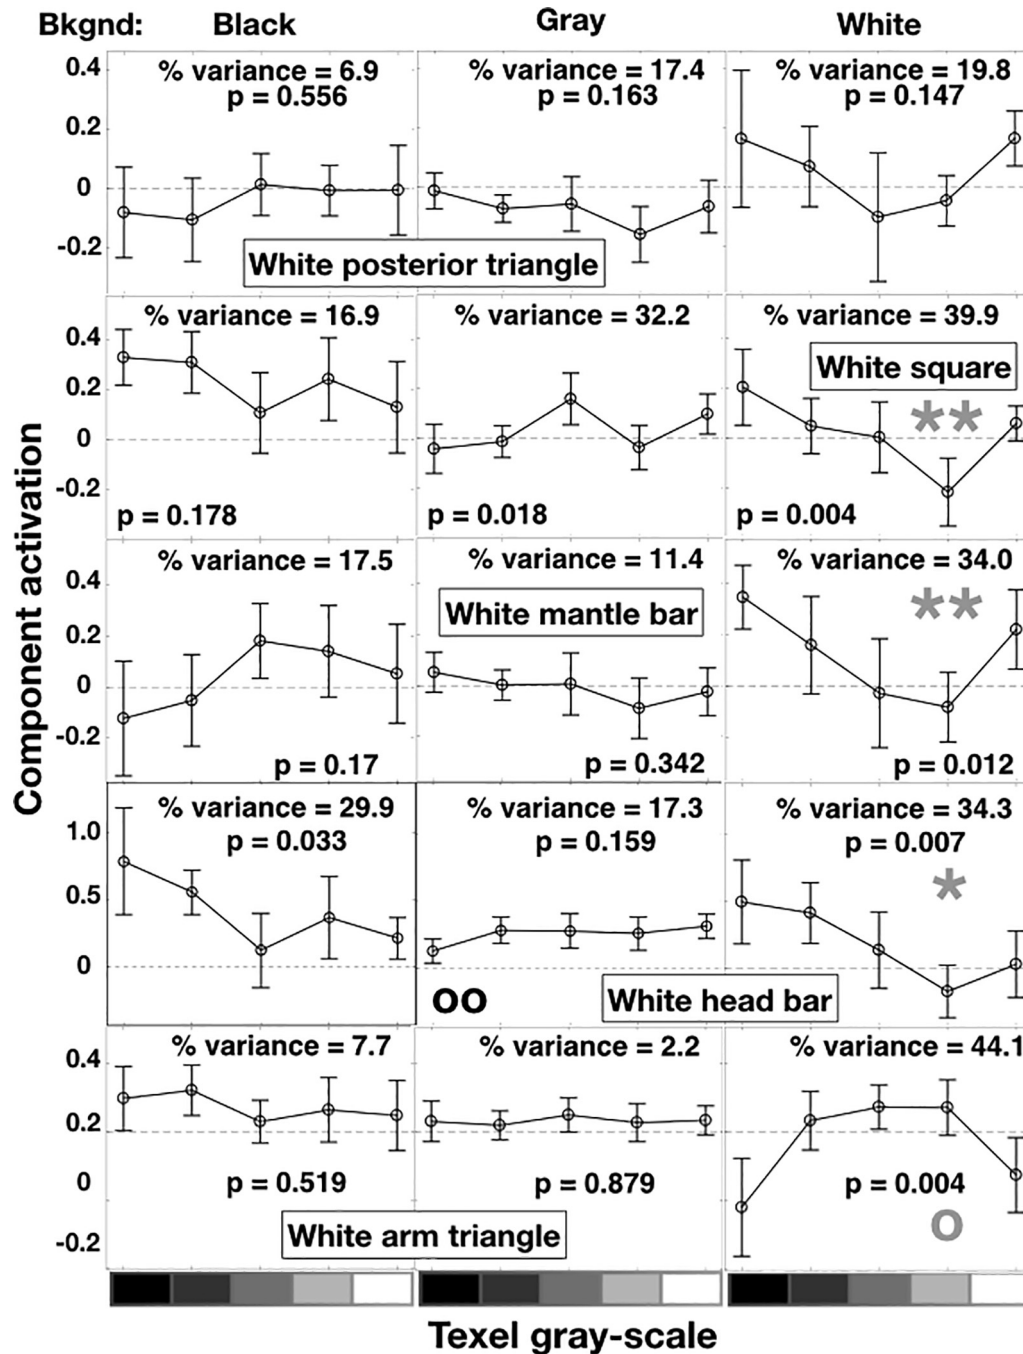 Bkgnd: Black Gray White
% variance = 6.9 % variance = 17.4 % variance = 19.8
p = 0.556 p = 0.163 p = 0.147
0.4
0.2
0
-0.2
White posterior triangle
% variance = 16.9 % variance = 32.2 % variance = 39.9
White square
**
0.4
0.2
0
-0.2
p = 0.178 p = 0.018 p = 0.004
% variance = 17.5 % variance = 11.4 % variance = 34.0
White mantle bar
**
0.4
0.2
0
-0.2
p = 0.17 p = 0.342 p = 0.012
% variance = 29.9 % variance = 17.3 % variance = 34.3
p = 0.033 p = 0.159 p = 0.007
*
1.0
0.5
0
oo
White head bar
% variance = 7.7 % variance = 2.2 % variance = 44.1
0.4
0.2
0
-0.2
p = 0.519 p = 0.879 p = 0.004
o
White arm triangle
Component activation
Texel gray-scale